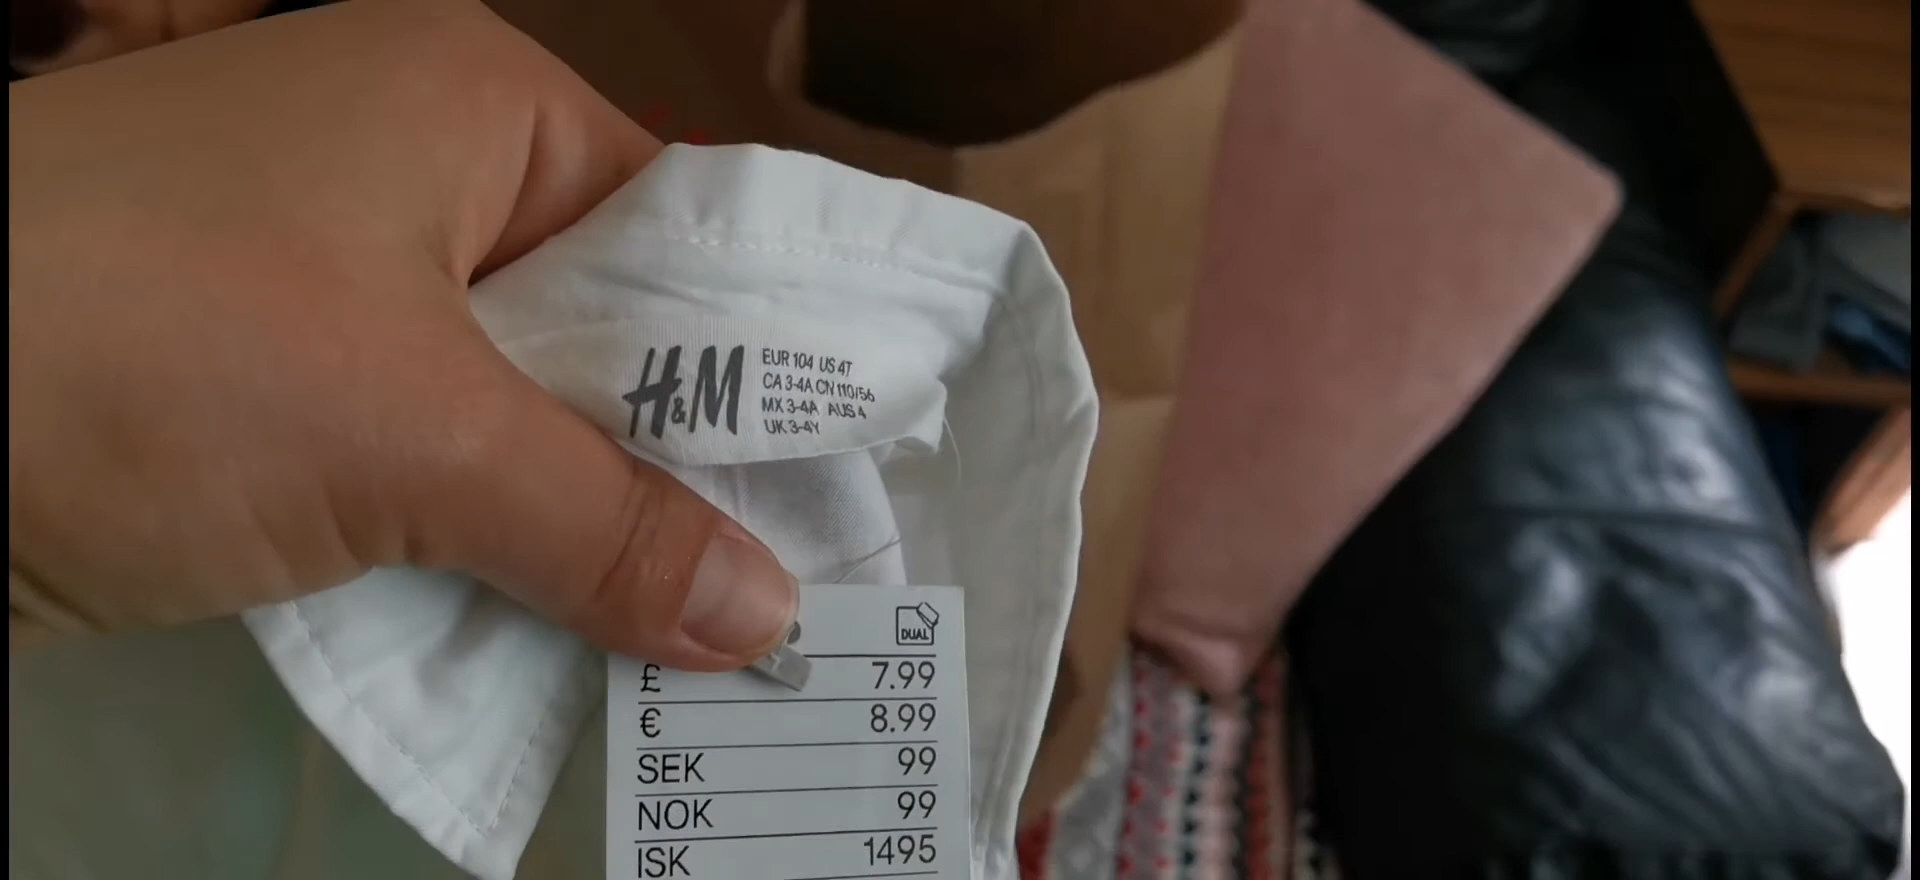 H&M
EUR 104 US 4T
CA 3-4A CN 110/56
MX 3-4A AUS 4
UK 3-4Y
DUAL
£ 7.99
€ 8.99
SEK 99
NOK 99
ISK 1495